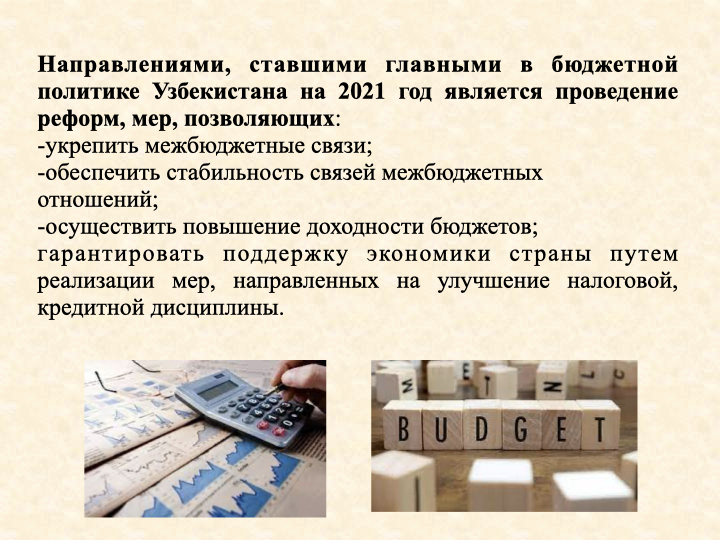 Направлениями, ставшими главными в бюджетной
политике Узбекистана на 2021 год является проведение
реформ, мер, позволяющих:
-укрепить межбюджетные связи;
-обеспечить стабильность связей межбюджетных
отношений;
-осуществить повышение доходности бюджетов;
гарантировать поддержку экономики страны путем
реализации мер, направленных на улучшение налоговой,
кредитной дисциплины.
BUDGET